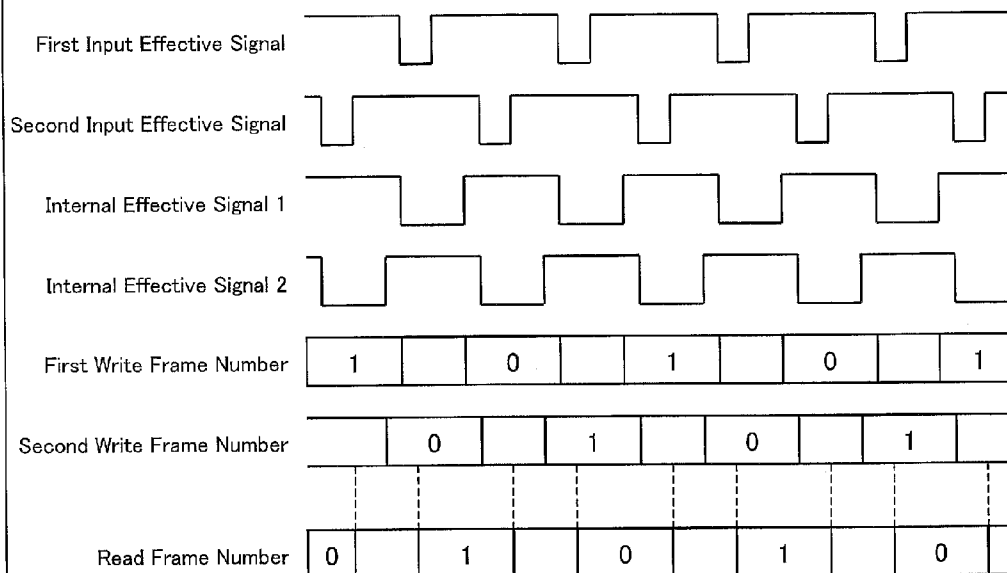 First Input Effective Signal
Second Input Effective Signal
Internal Effective Signal 1
Internal Effective Signal 2
First Write Frame Number 1 0 1 0 1
Second Write Frame Number 0 1 0 1
Read Frame Number 0 1 0 1 0